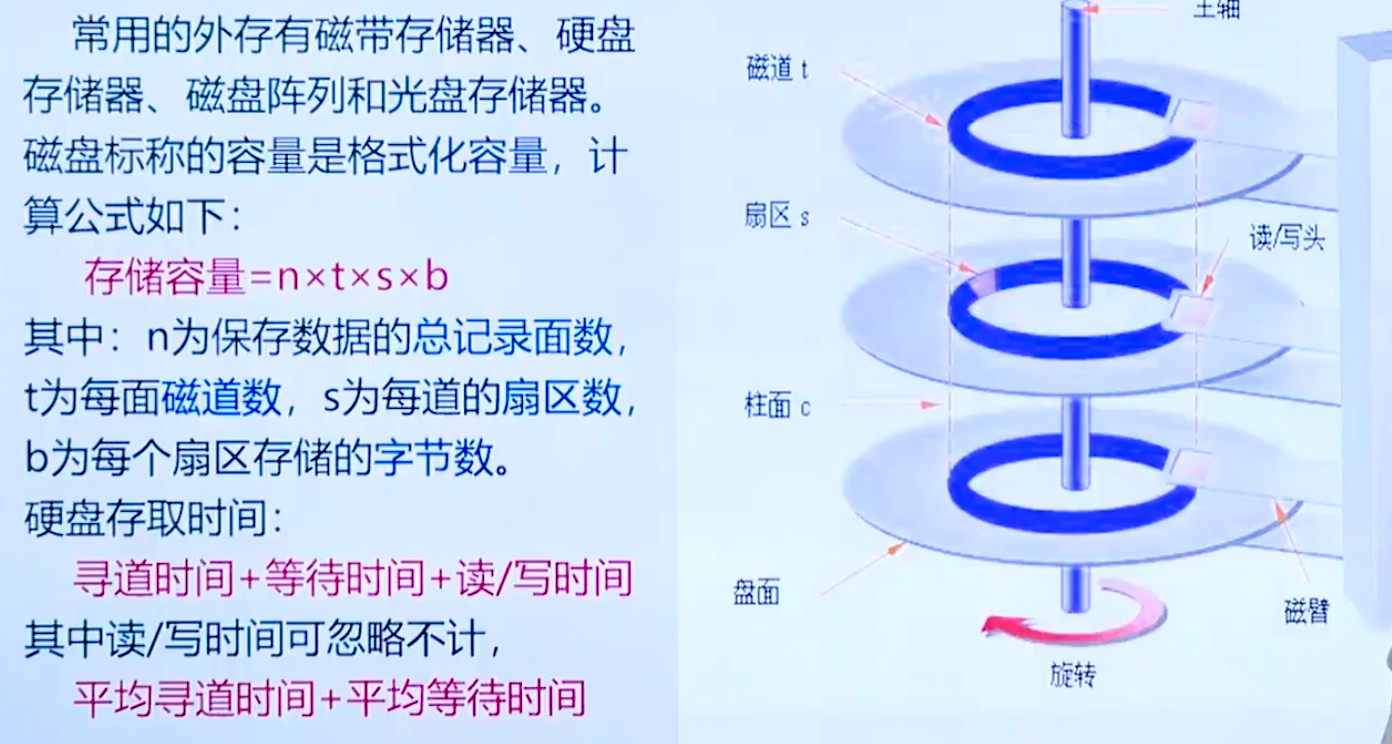 常用的外存有磁带存储器、硬盘
存储器、磁盘阵列和光盘存储器。
磁盘标称的容量是格式化容量，计
算公式如下：
存储容量=n×t×s×b
其中：n为保存数据的总记录面数，
t为每面磁道数，s为每道的扇区数，
b为每个扇区存储的字节数。
硬盘存取时间：
寻道时间+等待时间+读/写时间
其中读/写时间可忽略不计，
平均寻道时间+平均等待时间
主轴
磁道 t
扇区 s
读/写头
柱面 c
盘面
磁臂
旋转